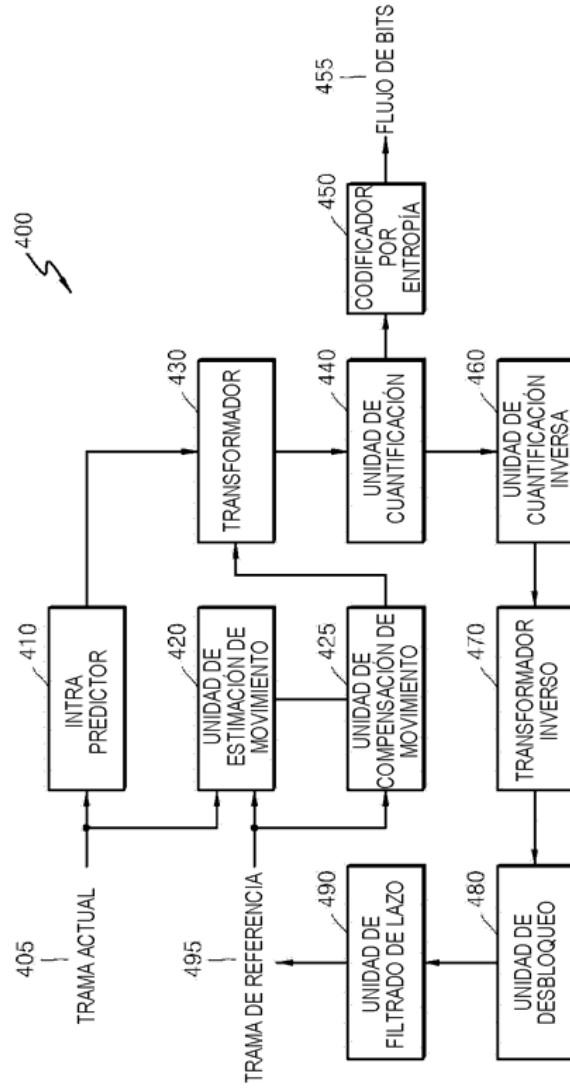 400
405
TRAMA ACTUAL
410
INTRA
PREDICTOR
430
TRANSFORMADOR
495
TRAMA DE REFERENCIA
420
UNIDAD DE
ESTIMACIÓN DE
MOVIMIENTO
440
UNIDAD DE
CUANTIFICACIÓN
450
CODIFICADOR
POR
ENTROPÍA
455
FLUJO DE BITS
490
UNIDAD DE
FILTRADO DE LAZO
425
UNIDAD DE
COMPENSACIÓN DE
MOVIMIENTO
480
UNIDAD DE
DESBLOQUEO
470
TRANSFORMADOR
INVERSO
460
UNIDAD DE
CUANTIFICACIÓN
INVERSA